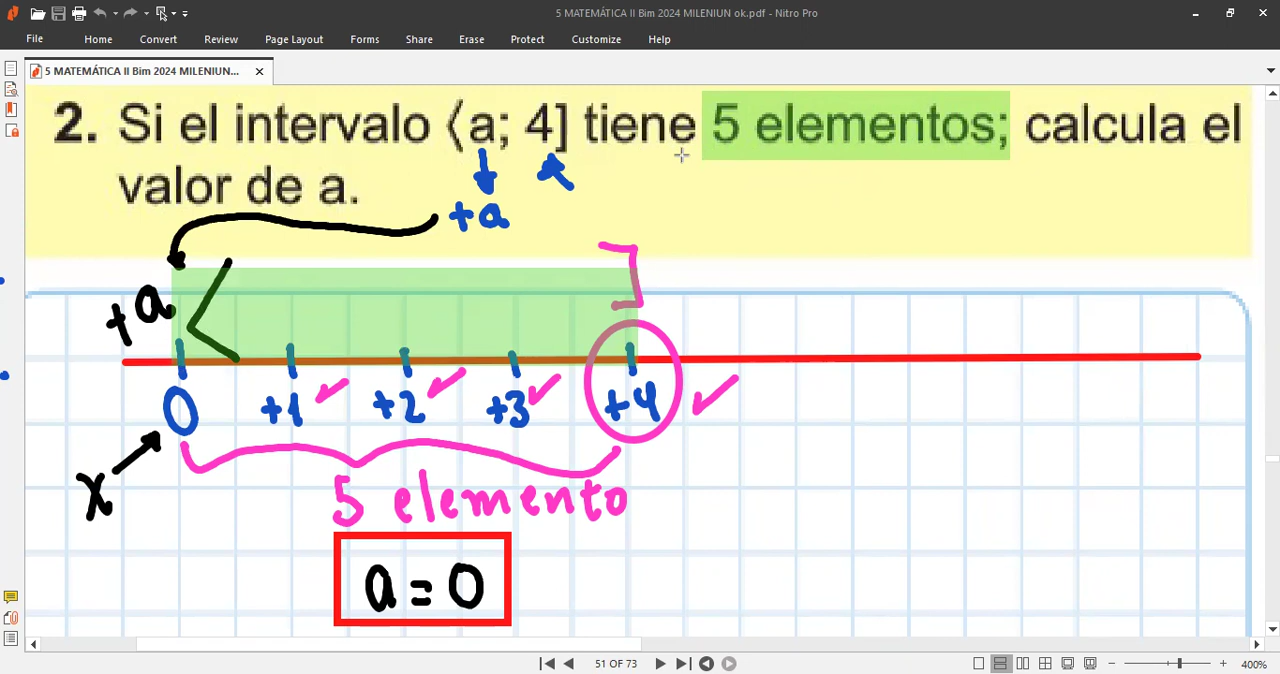 5 MATEMÁTICA II Bim 2024 MILENIUN ok.pdf - Nitro Pro
File Home Convert Review Page Layout Forms Share Erase Protect Customize Help
5 MATEMÁTICA II Bim 2024 MILENIUN...
2. Si el intervalo ⟨a; 4] tiene 5 elementos; calcula el
valor de a.
+a
+a < ]
0 +1 +2 +3 +4
x
5 elemento
a = 0
51 OF 73
400%